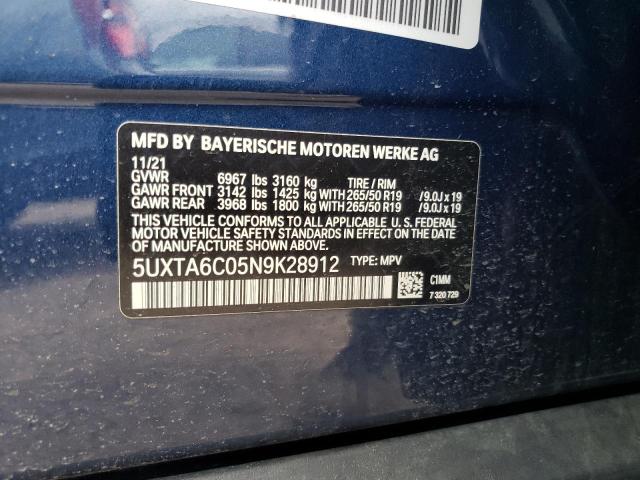 MFD BY BAYERISCHE MOTOREN WERKE AG
11/21
GVWR 6967 lbs 3160 kg TIRE / RIM
GAWR FRONT 3142 lbs 1425 kg WITH 265/50 R19 / 9.0J x 19
GAWR REAR 3968 lbs 1800 kg WITH 265/50 R19 / 9.0J x 19
THIS VEHICLE CONFORMS TO ALL APPLICABLE U. S. FEDERAL
MOTOR VEHICLE SAFETY STANDARDS IN EFFECT
ON THE DATE OF MANUFACTURE SHOWN ABOVE.
5UXTA6C05N9K28912 TYPE: MPV
C1MM
7 320 729